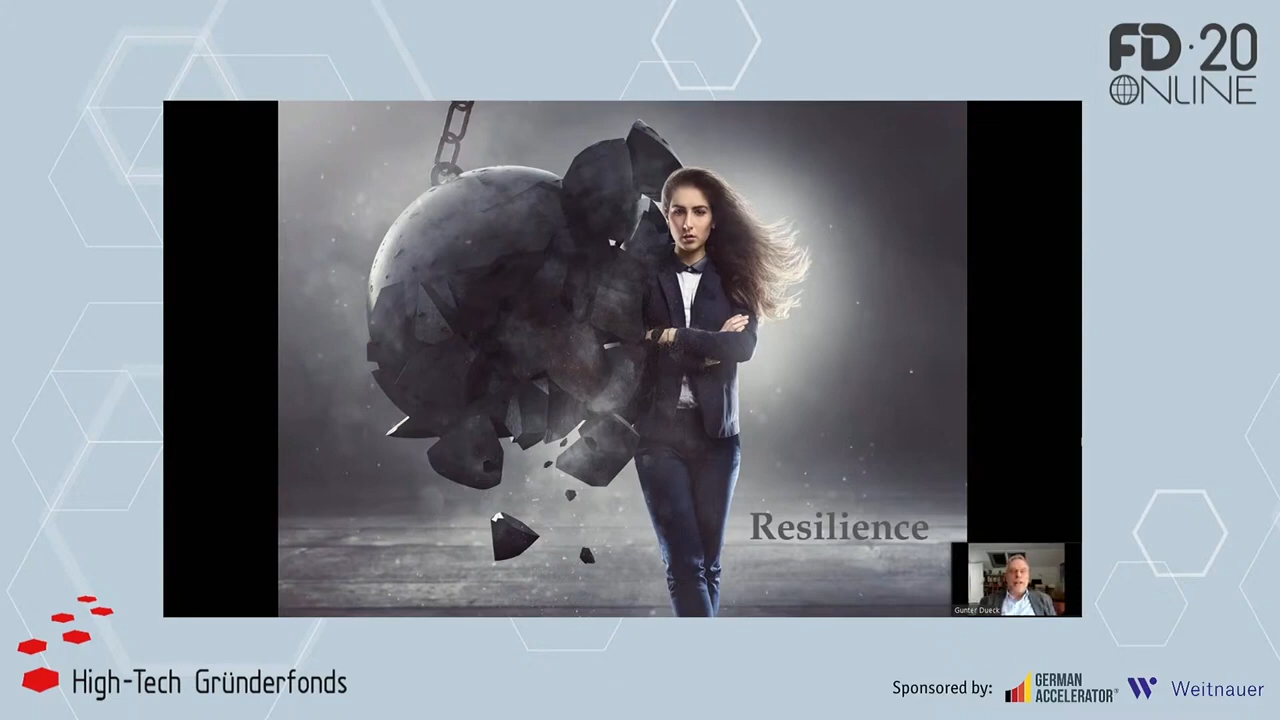 FD·20
ONLINE
Resilience
Gunter Dueck
High-Tech Gründerfonds
Sponsored by:
GERMAN
ACCELERATOR®
Weitnauer